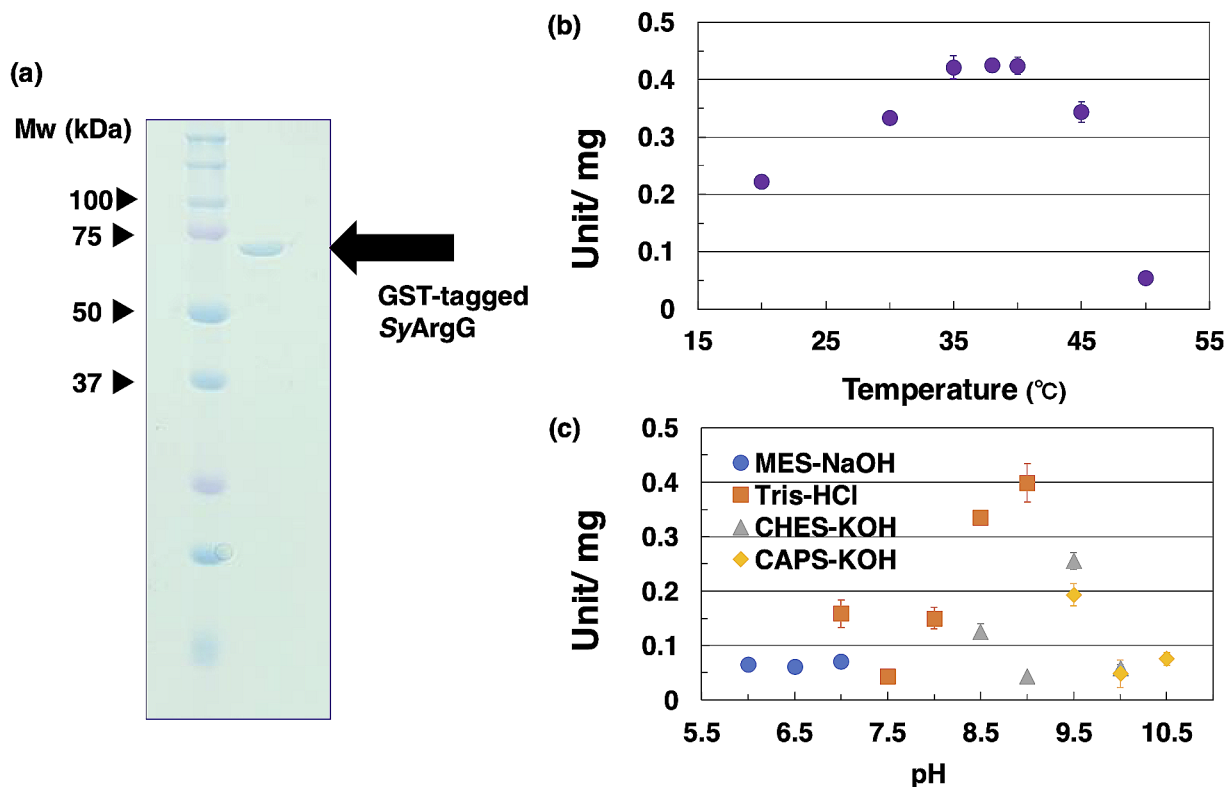 (a)
Mw (kDa)
100
75
50
37
GST-tagged
SyArgG
(b)
Unit/ mg
0.5
0.4
0.3
0.2
0.1
0
15 25 35 45 55
Temperature (℃)
(c)
Unit/ mg
0.5
0.4
0.3
0.2
0.1
0
MES-NaOH
Tris-HCl
CHES-KOH
CAPS-KOH
5.5 6.5 7.5 8.5 9.5 10.5
pH